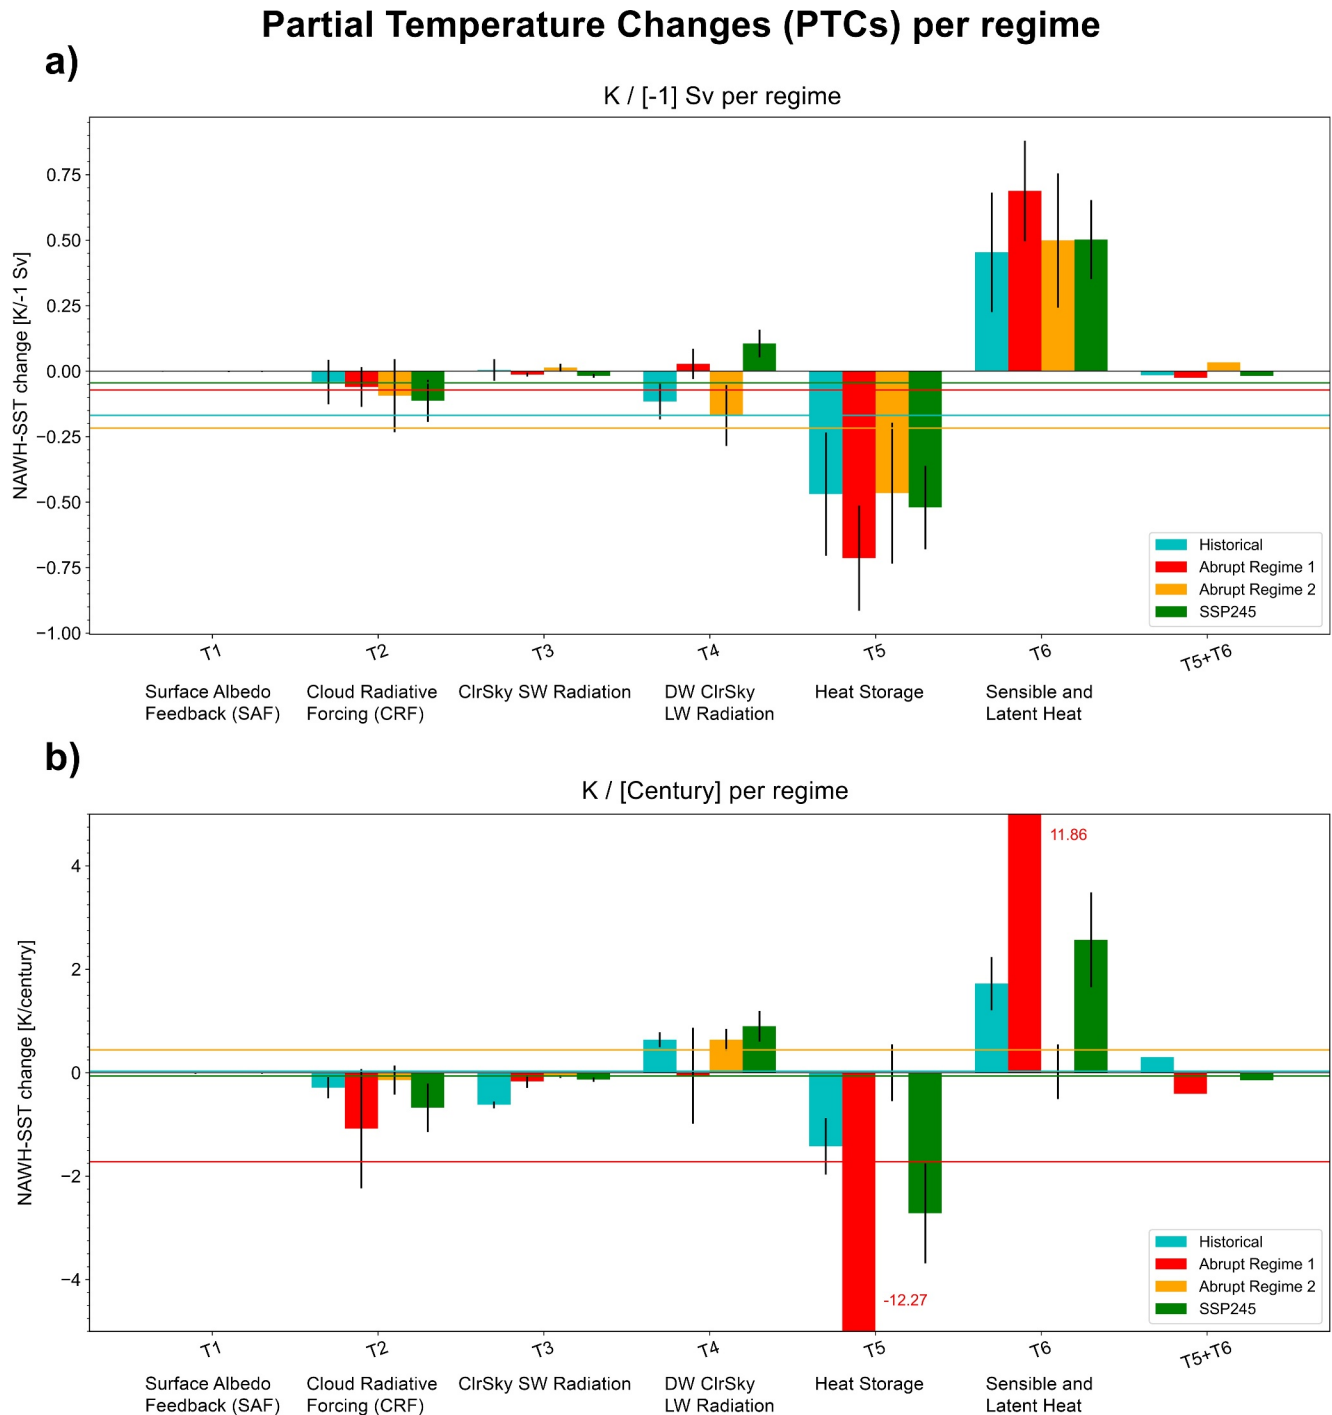 Partial Temperature Changes (PTCs) per regime
a)
K / [-1] Sv per regime
NAWH-SST change [K/-1 Sv]
0.75
0.50
0.25
0.00
−0.25
−0.50
−0.75
−1.00
Historical
Abrupt Regime 1
Abrupt Regime 2
SSP245
T1
T2
T3
T4
T5
T6
T5+T6
Surface Albedo
Feedback (SAF)
Cloud Radiative
Forcing (CRF)
ClrSky SW Radiation
DW ClrSky
LW Radiation
Heat Storage
Sensible and
Latent Heat
b)
K / [Century] per regime
NAWH-SST change [K/century]
4
2
0
−2
−4
11.86
-12.27
Historical
Abrupt Regime 1
Abrupt Regime 2
SSP245
T1
T2
T3
T4
T5
T6
T5+T6
Surface Albedo
Feedback (SAF)
Cloud Radiative
Forcing (CRF)
ClrSky SW Radiation
DW ClrSky
LW Radiation
Heat Storage
Sensible and
Latent Heat